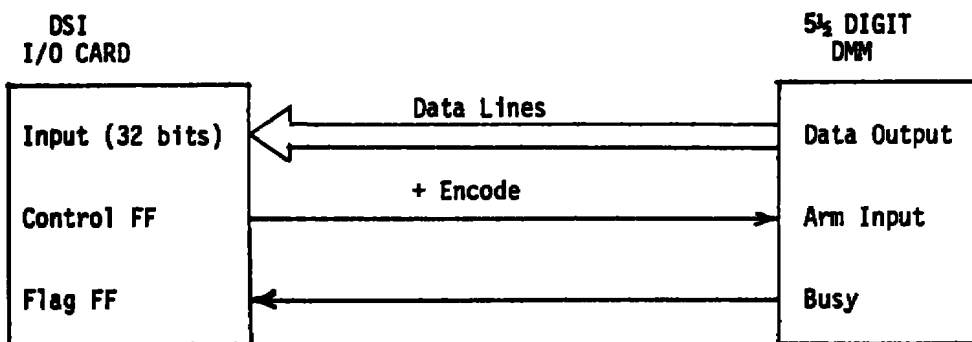 DSI
I/O CARD
5½ DIGIT
DMM
Data Lines
Input (32 bits)
Data Output
+ Encode
Control FF
Arm Input
Flag FF
Busy